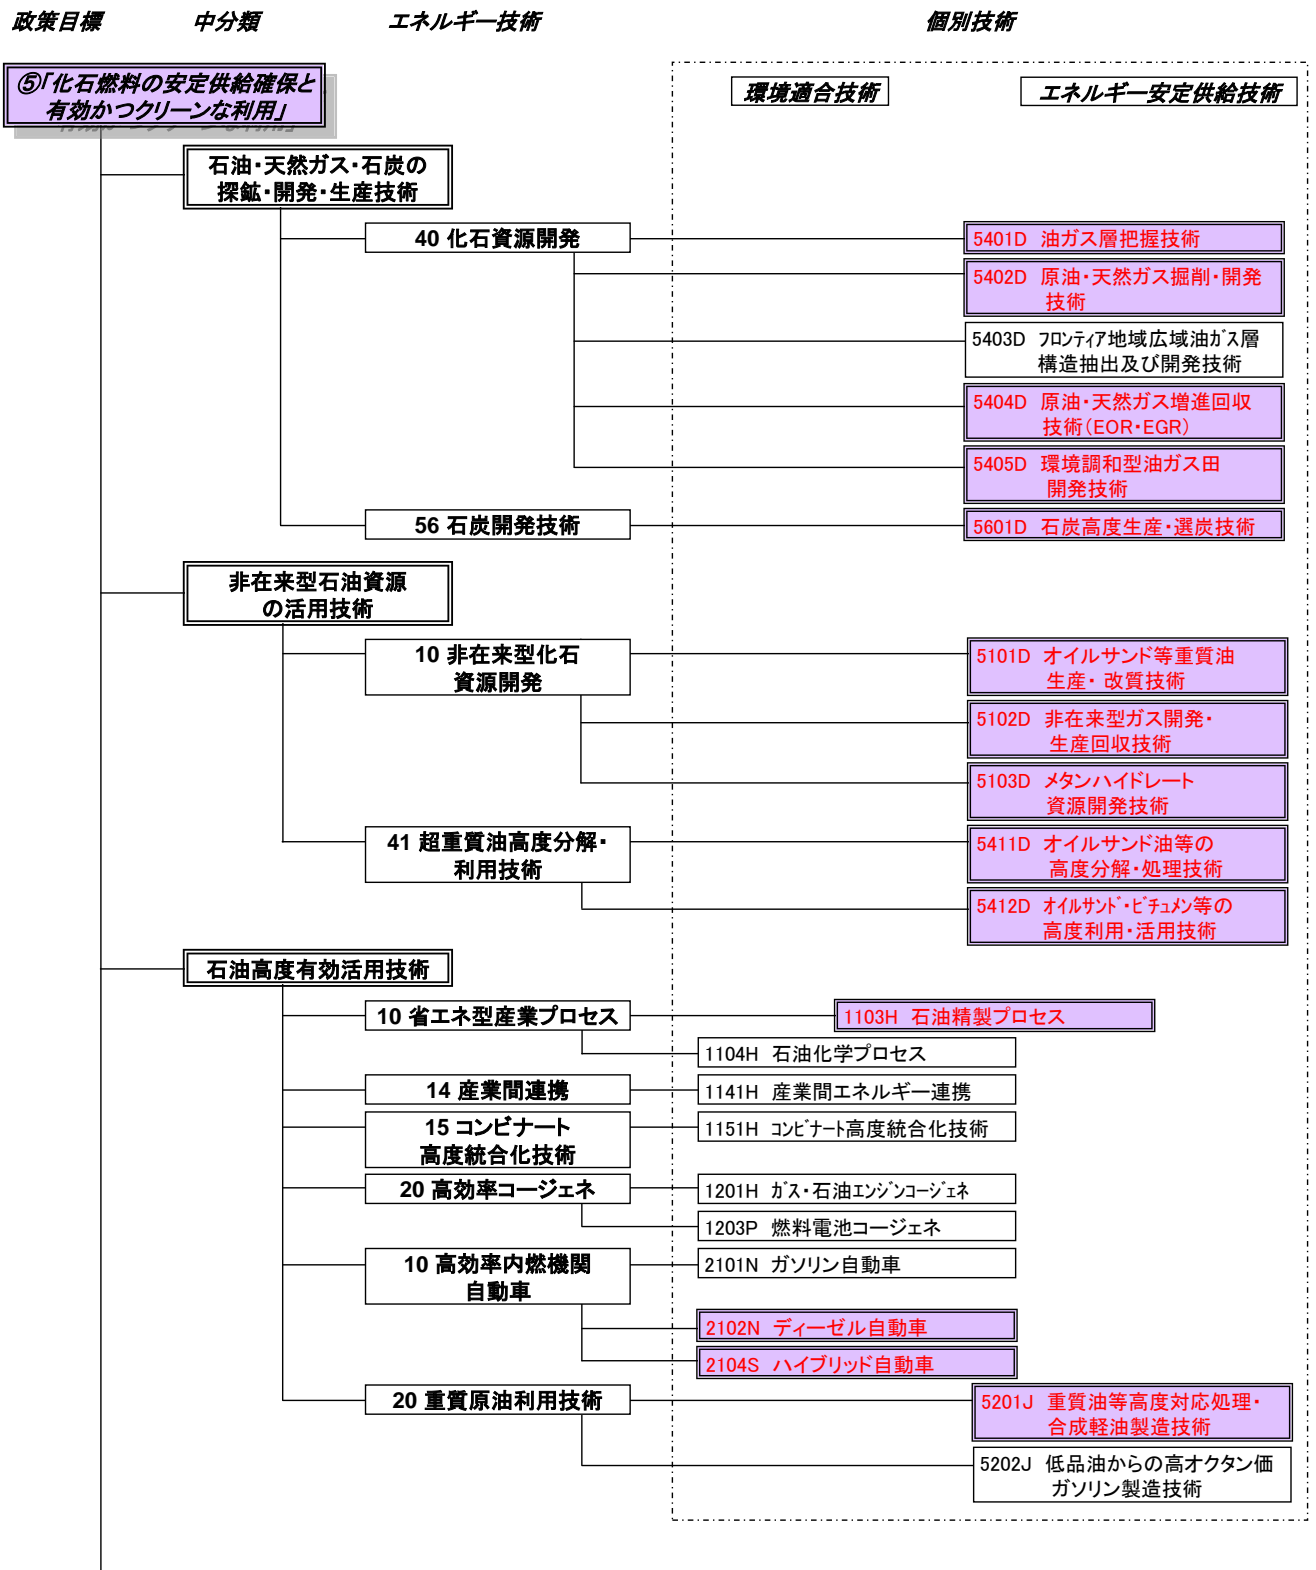 政策目標 中分類 エネルギー技術 個別技術
⑤「化石燃料の安定供給確保と
有効かつクリーンな利用」
環境適合技術 エネルギー安定供給技術
石油・天然ガス・石炭の
探鉱・開発・生産技術
40 化石資源開発
5401D 油ガス層把握技術
5402D 原油・天然ガス掘削・開発
技術
5403D フロンティア地域広域油ガス層
構造抽出及び開発技術
5404D 原油・天然ガス増進回収
技術(EOR・EGR)
5405D 環境調和型油ガス田
開発技術
56 石炭開発技術
5601D 石炭高度生産・選炭技術
非在来型石油資源
の活用技術
10 非在来型化石
資源開発
5101D オイルサンド等重質油
生産・ 改質技術
5102D 非在来型ガス開発・
生産回収技術
5103D メタンハイドレート
資源開発技術
41 超重質油高度分解・
利用技術
5411D オイルサンド油等の
高度分解・処理技術
5412D オイルサンド・ビチュメン等の
高度利用・活用技術
石油高度有効活用技術
10 省エネ型産業プロセス
1103H 石油精製プロセス
1104H 石油化学プロセス
14 産業間連携
1141H 産業間エネルギー連携
15 コンビナート
高度統合化技術
1151H コンビナート高度統合化技術
20 高効率コージェネ
1201H ガス・石油エンジンコージェネ
1203P 燃料電池コージェネ
10 高効率内燃機関
自動車
2101N ガソリン自動車
2102N ディーゼル自動車
2104S ハイブリッド自動車
20 重質原油利用技術
5201J 重質油等高度対応処理・
合成軽油製造技術
5202J 低品油からの高オクタン価
ガソリン製造技術